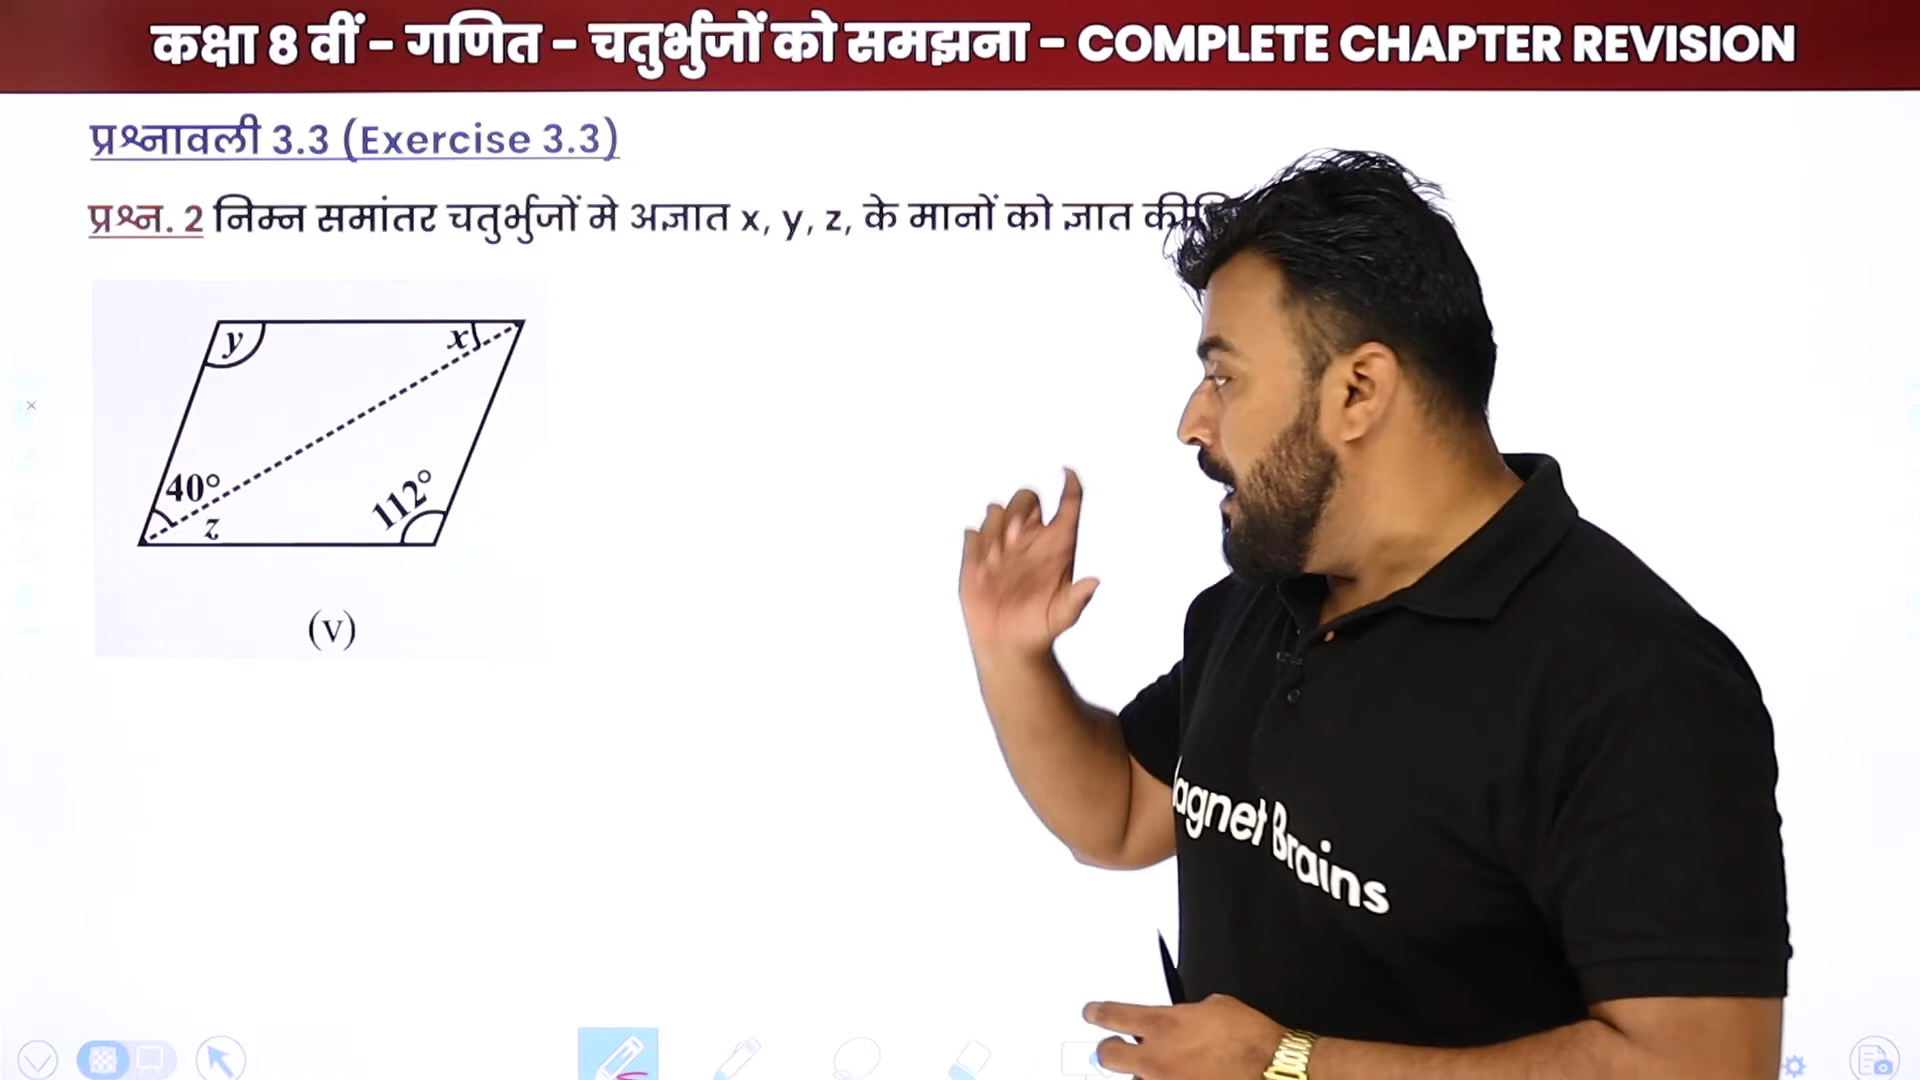 कक्षा 8 वीं - गणित - चतुर्भुजों को समझना - COMPLETE CHAPTER REVISION
प्रश्नावली 3.3 (Exercise 3.3)
प्रश्न. 2 निम्न समांतर चतुर्भुजों मे अज्ञात x, y, z, के मानों को ज्ञात
y
x
40°
z
112°
(v)
agnet Brains